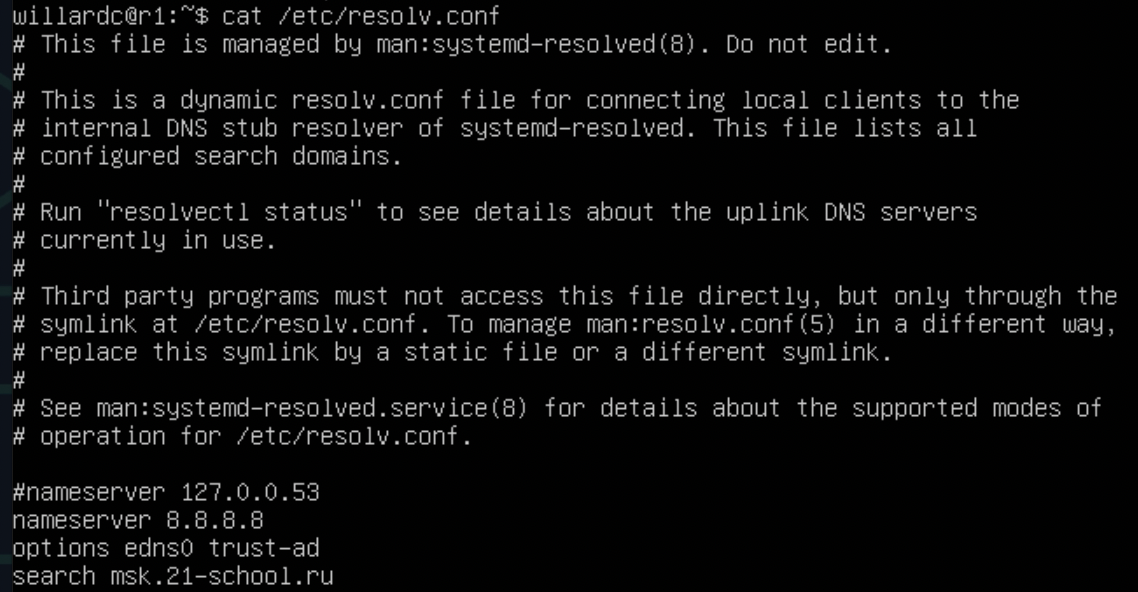 willardc@r1:~$ cat /etc/resolv.conf
# This file is managed by man:systemd-resolved(8). Do not edit.
#
# This is a dynamic resolv.conf file for connecting local clients to the
# internal DNS stub resolver of systemd-resolved. This file lists all
# configured search domains.
#
# Run "resolvectl status" to see details about the uplink DNS servers
# currently in use.
#
# Third party programs must not access this file directly, but only through the
# symlink at /etc/resolv.conf. To manage man:resolv.conf(5) in a different way,
# replace this symlink by a static file or a different symlink.
#
# See man:systemd-resolved.service(8) for details about the supported modes of
# operation for /etc/resolv.conf.

#nameserver 127.0.0.53
nameserver 8.8.8.8
options edns0 trust-ad
search msk.21-school.ru